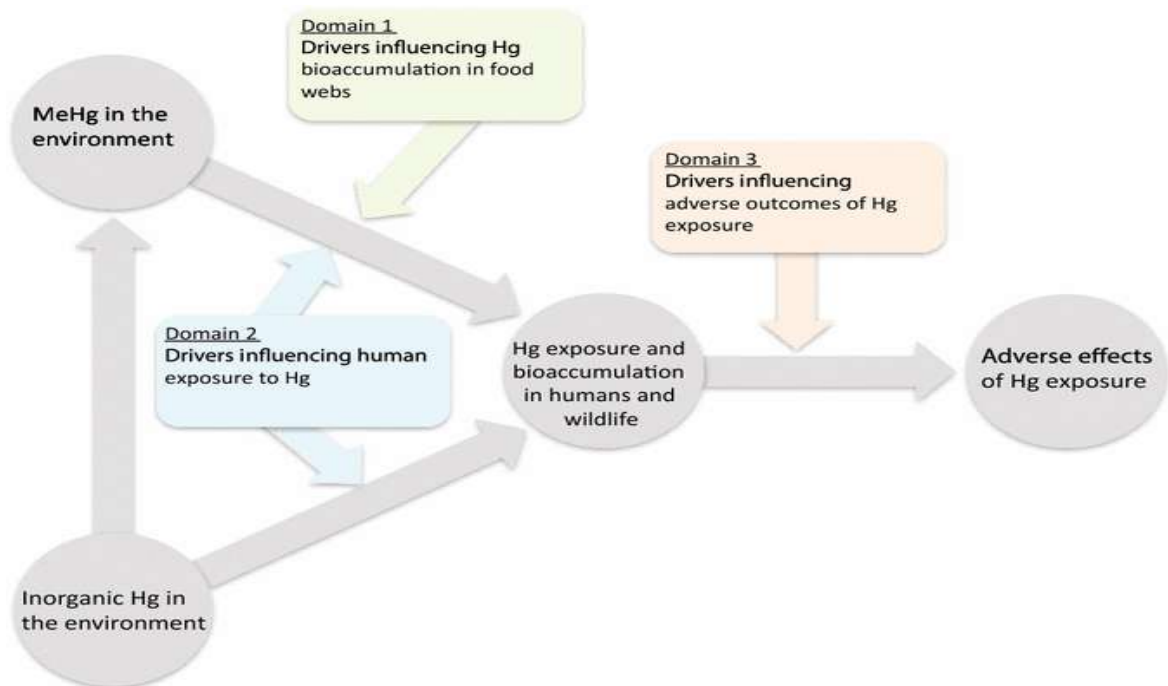 Domain 1
Drivers influencing Hg
bioaccumulation in food
webs
MeHg in the
environment
Domain 3
Drivers influencing
adverse outcomes of Hg
exposure
Domain 2
Drivers influencing human
exposure to Hg
Hg exposure and
bioaccumulation
in humans and
wildlife
Adverse effects
of Hg exposure
Inorganic Hg in
the environment